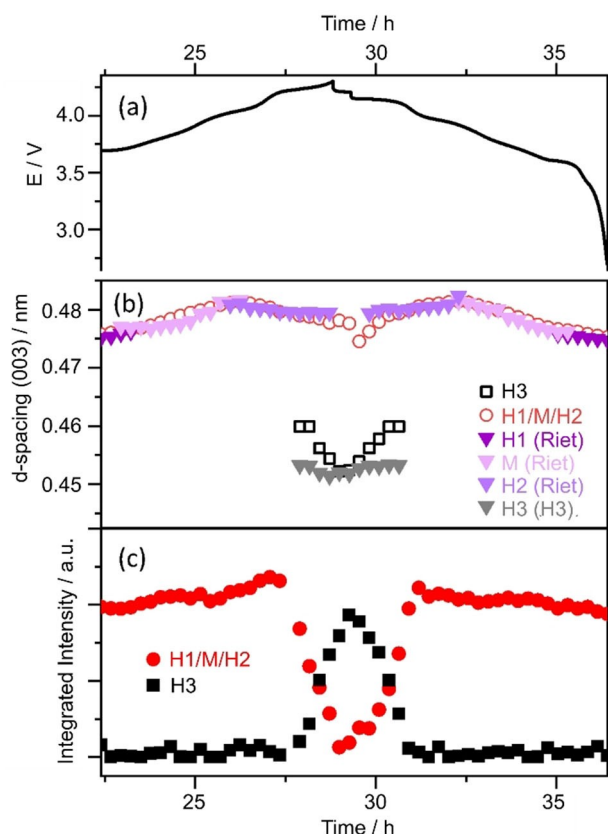 Time / h
25 30 35
(a)
E / V
4.0
3.5
3.0
(b)
d-spacing (003) / nm
0.48
0.47
0.46
0.45
H3
H1/M/H2
H1 (Riet)
M (Riet)
H2 (Riet)
H3 (H3).
(c)
Integrated Intensity / a.u.
H1/M/H2
H3
25 30 35
Time / h